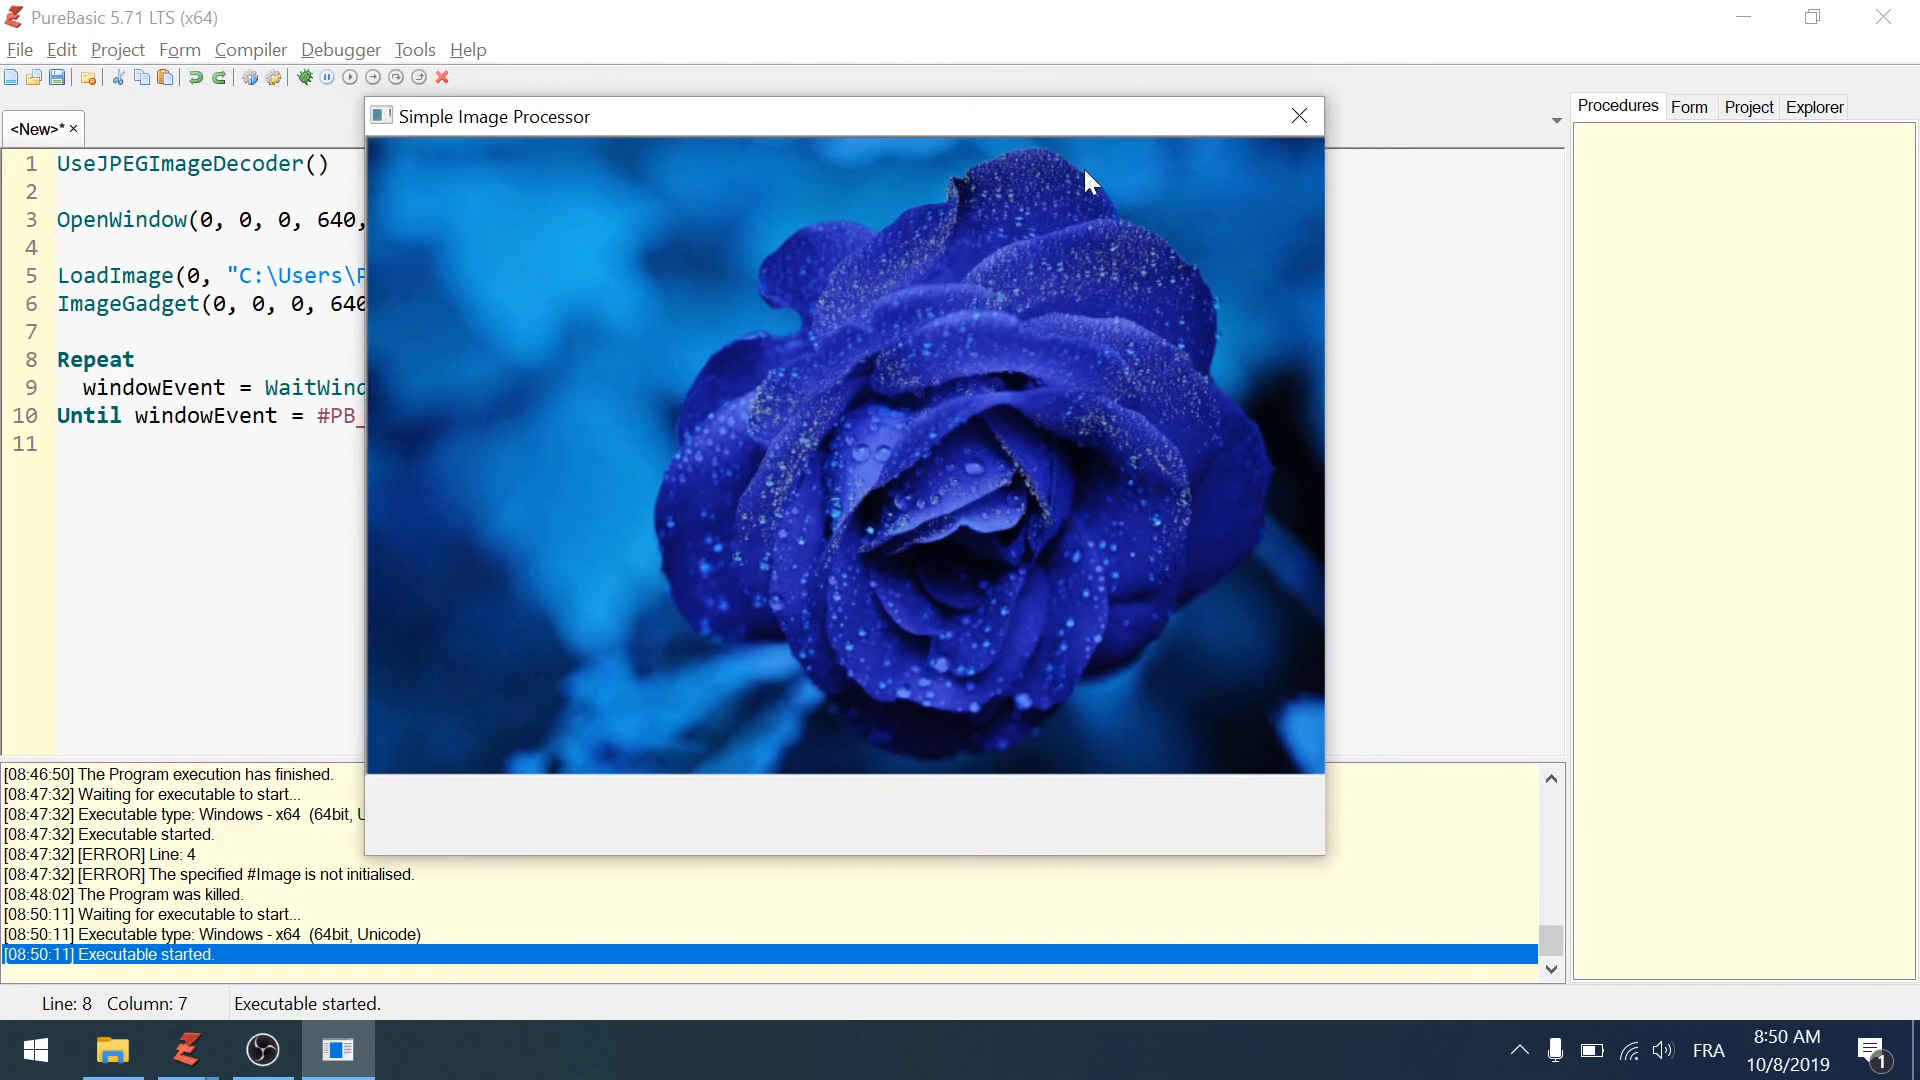 PureBasic 5.71 LTS (x64)
File Edit Project Form Compiler Debugger Tools Help
<New>*
Simple Image Processor
Procedures Form Project Explorer
1 UseJPEGImageDecoder()
2
3 OpenWindow(0, 0, 0, 640,
4
5 LoadImage(0, "C:\Users\
6 ImageGadget(0, 0, 0, 640
7
8 Repeat
9 windowEvent = WaitWind
10 Until windowEvent = #PB_
11
[08:46:50] The Program execution has finished.
[08:47:32] Waiting for executable to start...
[08:47:32] Executable type: Windows - x64 (64bit,
[08:47:32] Executable started.
[08:47:32] [ERROR] Line: 4
[08:47:32] [ERROR] The specified #Image is not initialised.
[08:48:02] The Program was killed.
[08:50:11] Waiting for executable to start...
[08:50:11] Executable type: Windows - x64 (64bit, Unicode)
[08:50:11] Executable started.
Line: 8 Column: 7 Executable started.
FRA
8:50 AM
10/8/2019
1